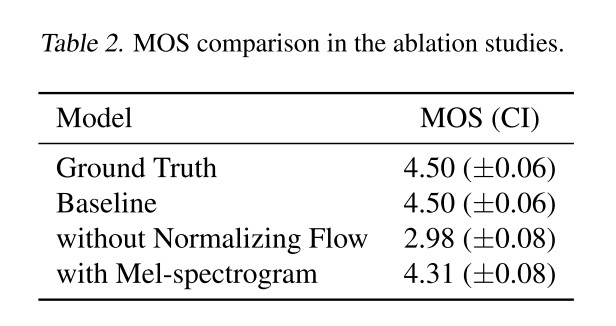 Table 2. MOS comparison in the ablation studies.
Model MOS (CI)
Ground Truth 4.50 (±0.06)
Baseline 4.50 (±0.06)
without Normalizing Flow 2.98 (±0.08)
with Mel-spectrogram 4.31 (±0.08)